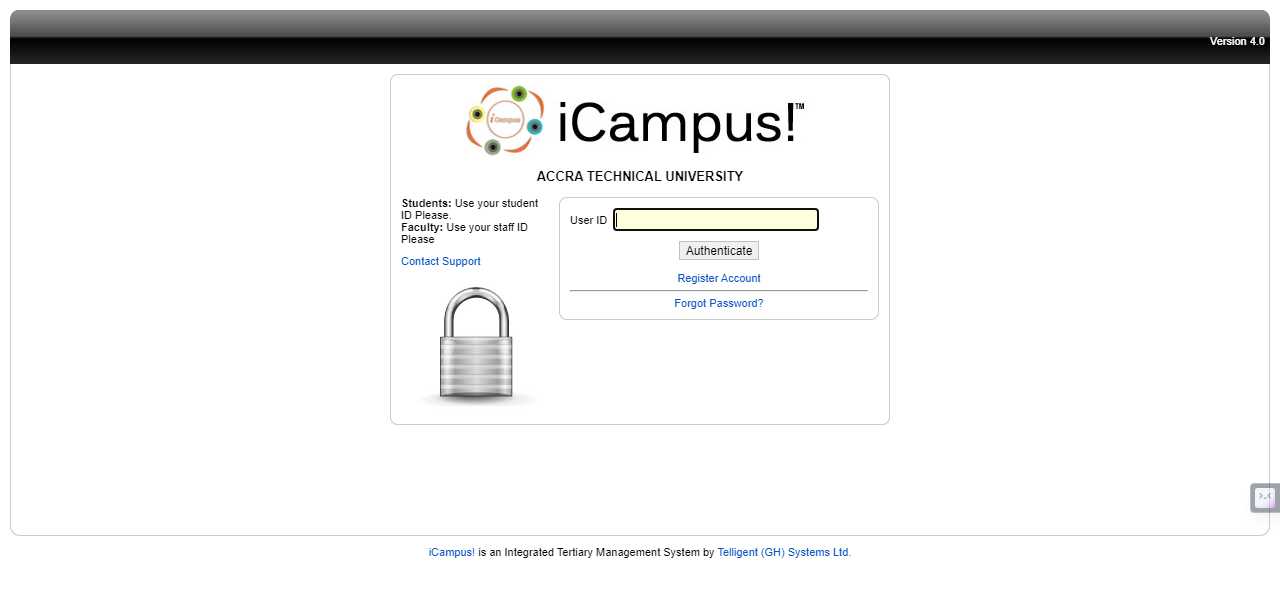 Version 4.0
iCampus
iCampus!™
ACCRA TECHNICAL UNIVERSITY
Students: Use your student
ID Please.
Faculty: Use your staff ID
Please
Contact Support
User ID
Authenticate
Register Account
Forgot Password?
iCampus! is an Integrated Tertiary Management System by Telligent (GH) Systems Ltd.